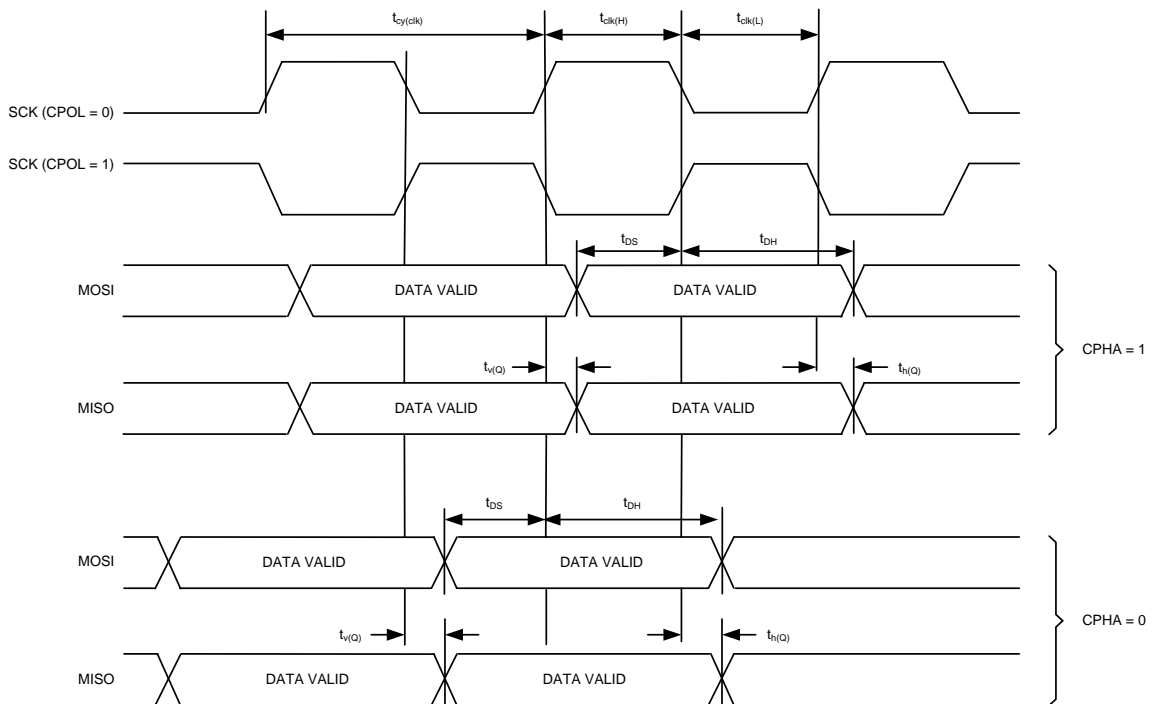 tcy(clk) tclk(H) tclk(L)
SCK (CPOL = 0)
SCK (CPOL = 1)
tDS tDH
MOSI DATA VALID DATA VALID
CPHA = 1
tv(Q) th(Q)
MISO DATA VALID DATA VALID
tDS tDH
MOSI DATA VALID DATA VALID
CPHA = 0
tv(Q) th(Q)
MISO DATA VALID DATA VALID